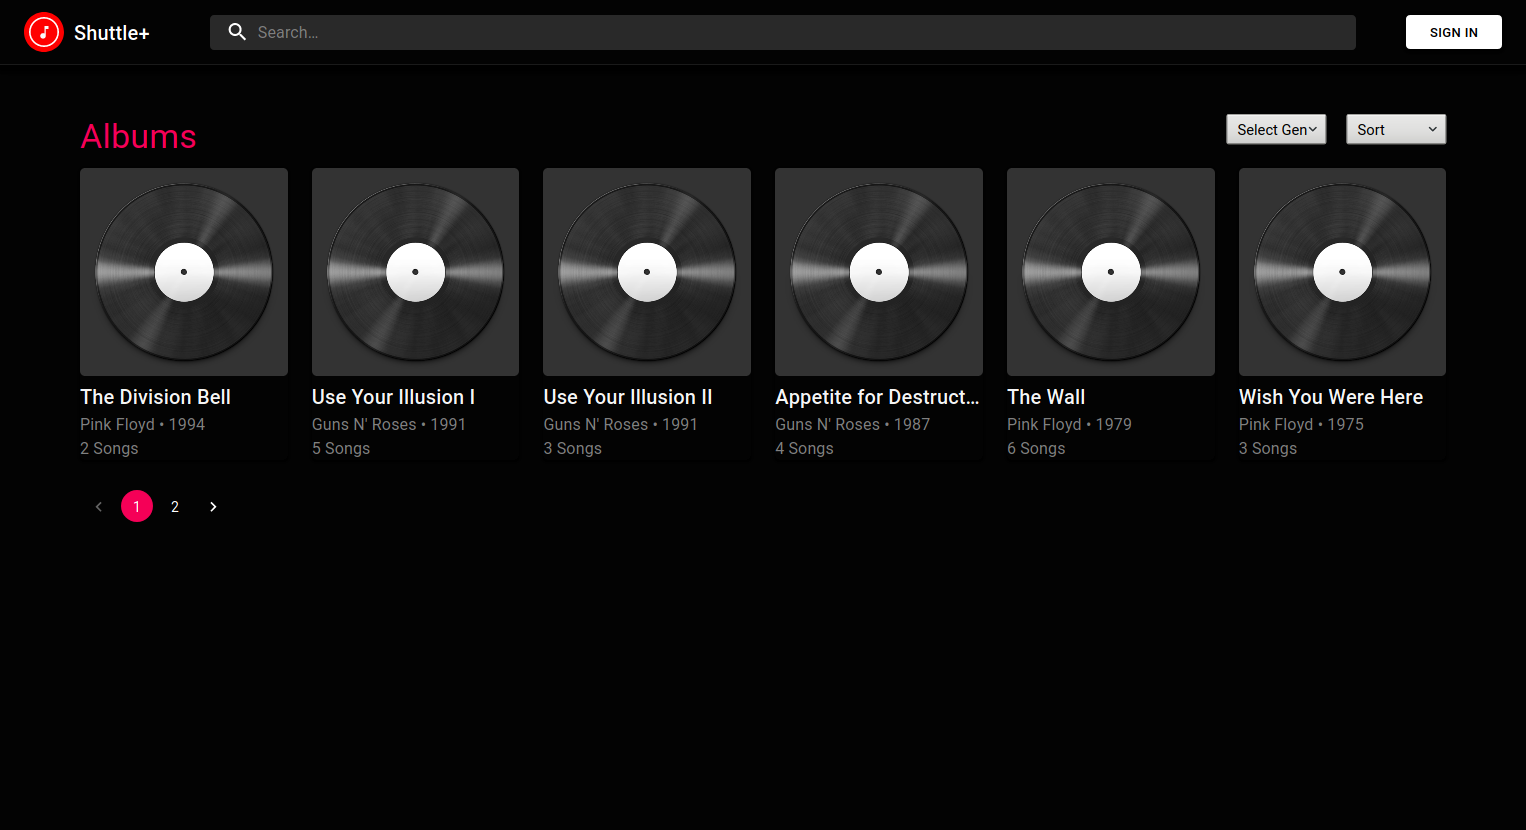 Shuttle+
Search...
SIGN IN
Albums
Select Gen
Sort
The Division Bell
Pink Floyd • 1994
2 Songs
Use Your Illusion I
Guns N' Roses • 1991
5 Songs
Use Your Illusion II
Guns N' Roses • 1991
3 Songs
Appetite for Destruct...
Guns N' Roses • 1987
4 Songs
The Wall
Pink Floyd • 1979
6 Songs
Wish You Were Here
Pink Floyd • 1975
3 Songs
1 2